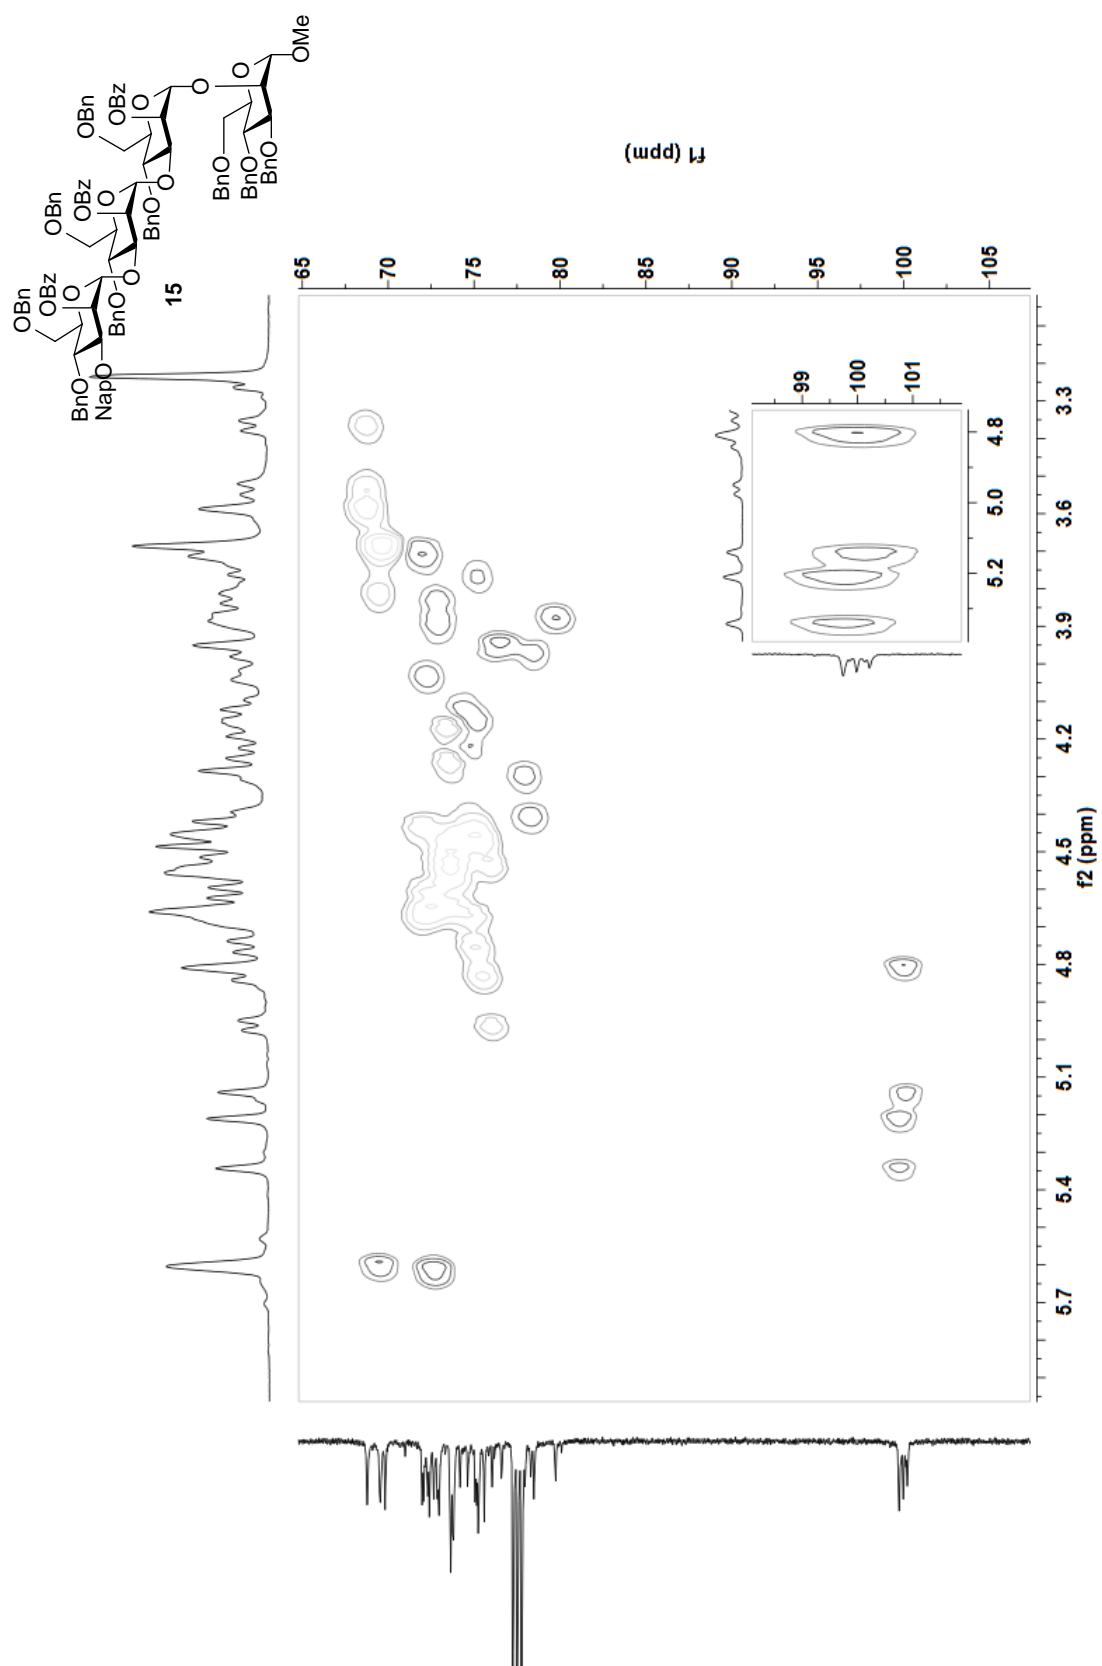 OMe
O
O
OBz
O
OBn
BnO
BnO
BnO
O
BnO
O
OBz
OBn
O
BnO
O
OBz
OBn
BnO
NapO
15
f1 (ppm)
65
70
75
80
85
90
95
100
105
99
100
101
4.8
5.0
5.2
3.3
3.6
3.9
4.2
4.5
4.8
5.1
5.4
5.7
f2 (ppm)